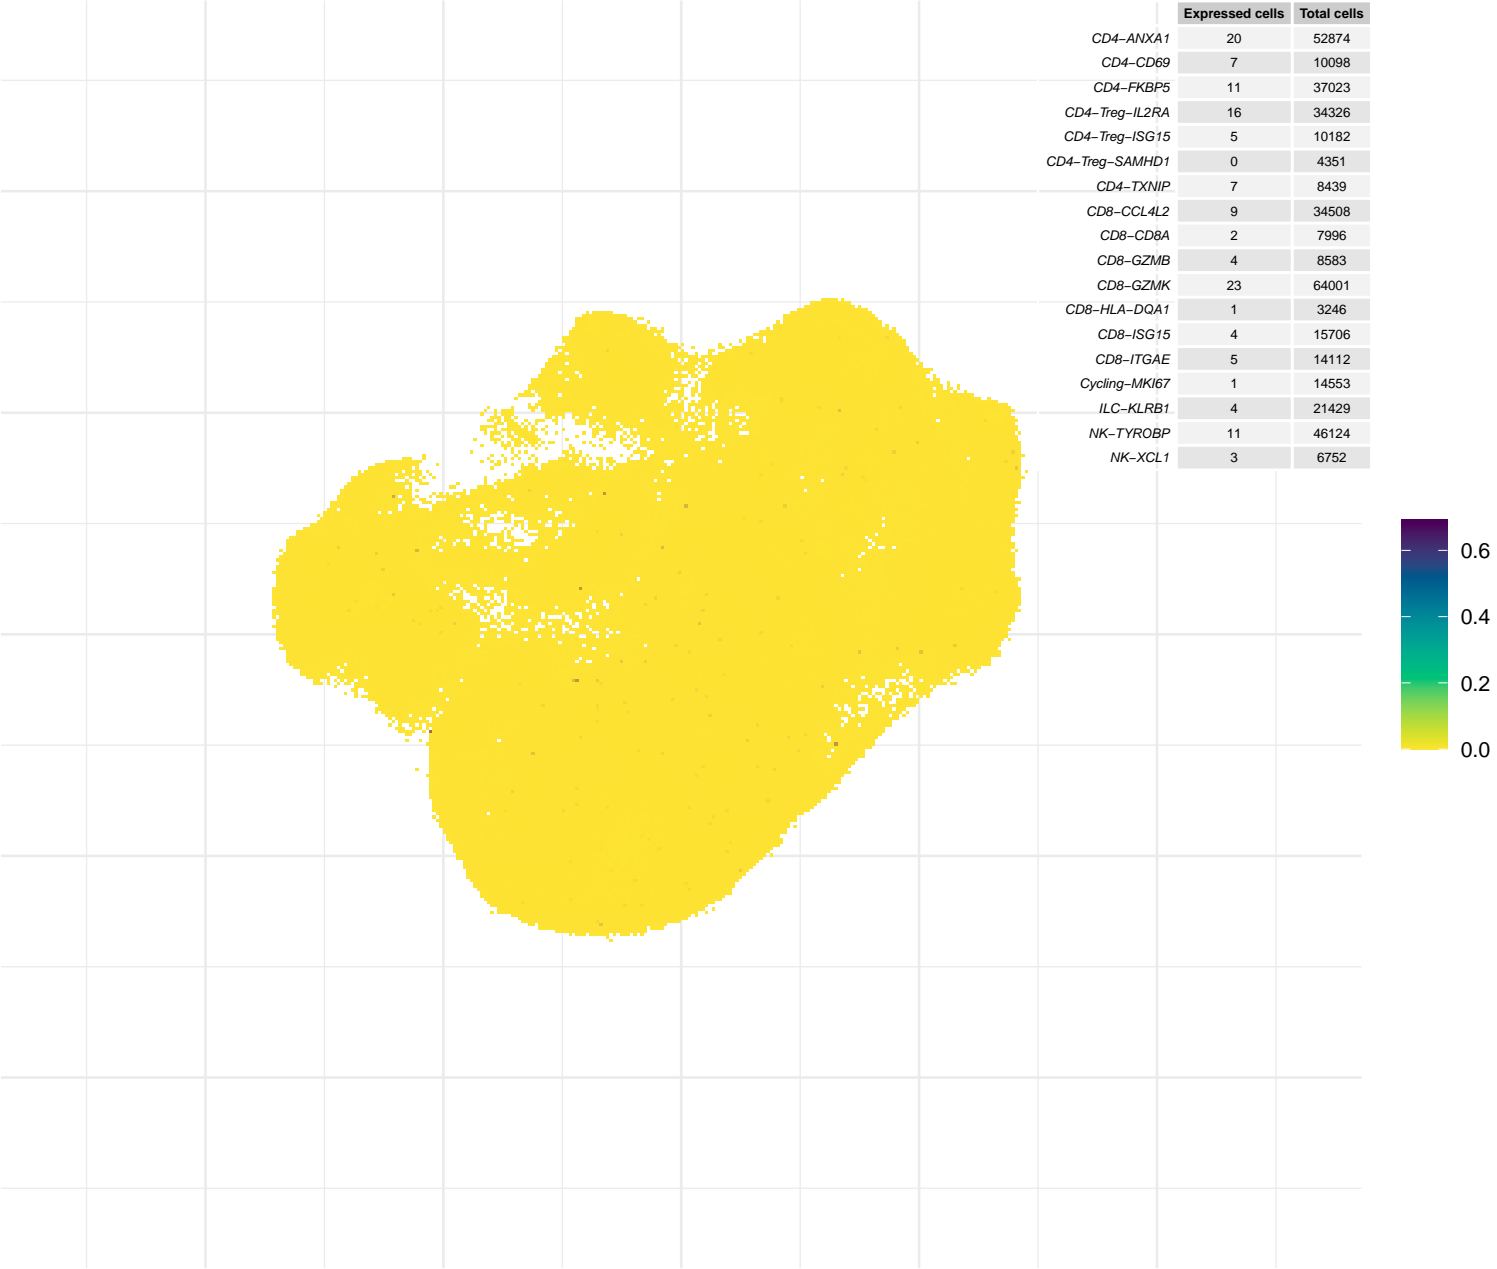 Expressed cells Total cells
CD4−ANXA1 20 52874
CD4−CD69 7 10098
CD4−FKBP5 11 37023
CD4−Treg−IL2RA 16 34326
CD4−Treg−ISG15 5 10182
CD4−Treg−SAMHD1 0 4351
CD4−TXNIP 7 8439
CD8−CCL4L2 9 34508
CD8−CD8A 2 7996
CD8−GZMB 4 8583
CD8−GZMK 23 64001
CD8−HLA−DQA1 1 3246
CD8−ISG15 4 15706
CD8−ITGAE 5 14112
Cycling−MKI67 1 14553
ILC−KLRB1 4 21429
NK−TYROBP 11 46124
NK−XCL1 3 6752
0.6
0.4
0.2
0.0